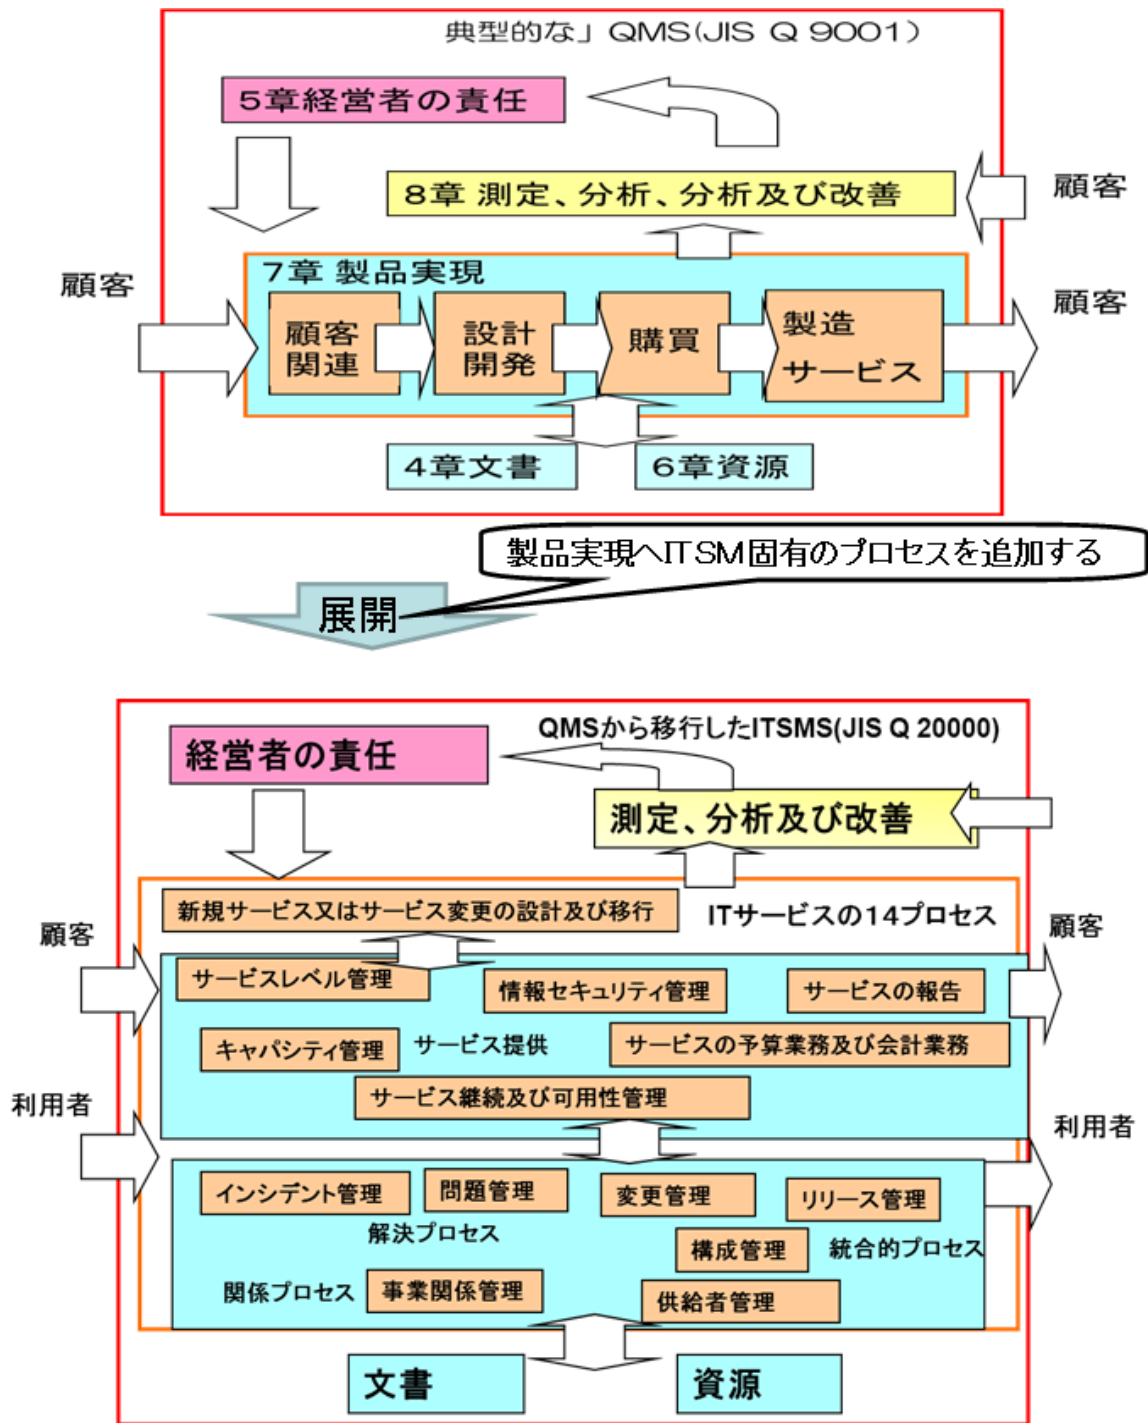 典型的な」QMS(JIS Q 9001)
5章経営者の責任
8章 測定、分析、分析及び改善
顧客
7章 製品実現
顧客
顧客
顧客
関連
設計
開発
購買
製造
サービス
4章文書
6章資源
製品実現へITSM固有のプロセスを追加する
展開
QMSから移行したITSMS(JIS Q 20000)
経営者の責任
測定、分析及び改善
新規サービス又はサービス変更の設計及び移行
ITサービスの14プロセス
顧客
顧客
サービスレベル管理
情報セキュリティ管理
サービスの報告
キャパシティ管理
サービス提供
サービスの予算業務及び会計業務
サービス継続及び可用性管理
利用者
利用者
インシデント管理
問題管理
変更管理
リリース管理
解決プロセス
構成管理
統合的プロセス
関係プロセス
事業関係管理
供給者管理
文書
資源